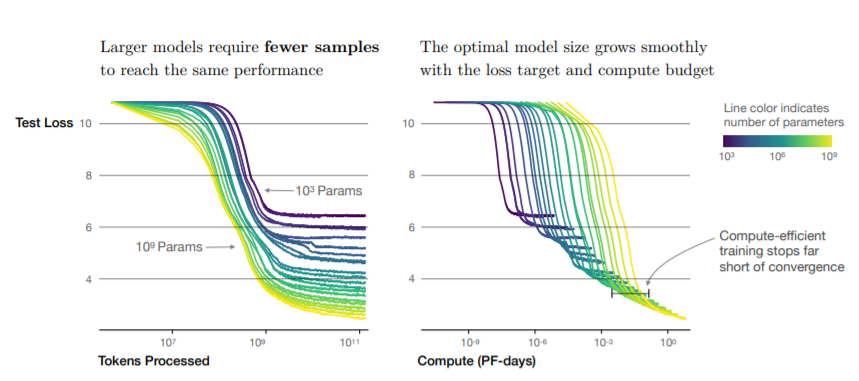 Larger models require fewer samples
to reach the same performance
The optimal model size grows smoothly
with the loss target and compute budget
Test Loss
10
8
6
4
10³ Params
10⁹ Params
10⁷
10⁹
10¹¹
Tokens Processed
10
8
6
4
10⁻⁹
10⁻⁶
10⁻³
10⁰
Compute (PF-days)
Line color indicates
number of parameters
10³
10⁶
10⁹
Compute-efficient
training stops far
short of convergence